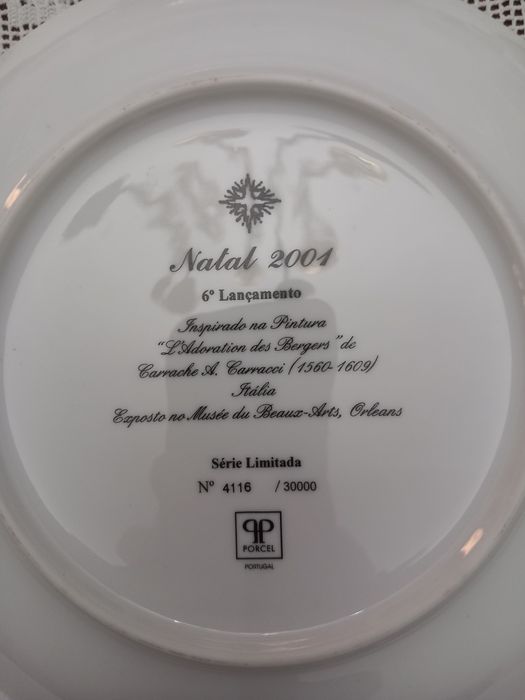 Natal 2001
6º Lançamento
Inspirado na Pintura
"L'Adoration des Bergers" de
Carrache A. Carracci (1560-1609)
Itália
Exposto no Musée du Beaux-Arts, Orleans
Série Limitada
Nº 4116 / 30000
PORCEL
PORTUGAL